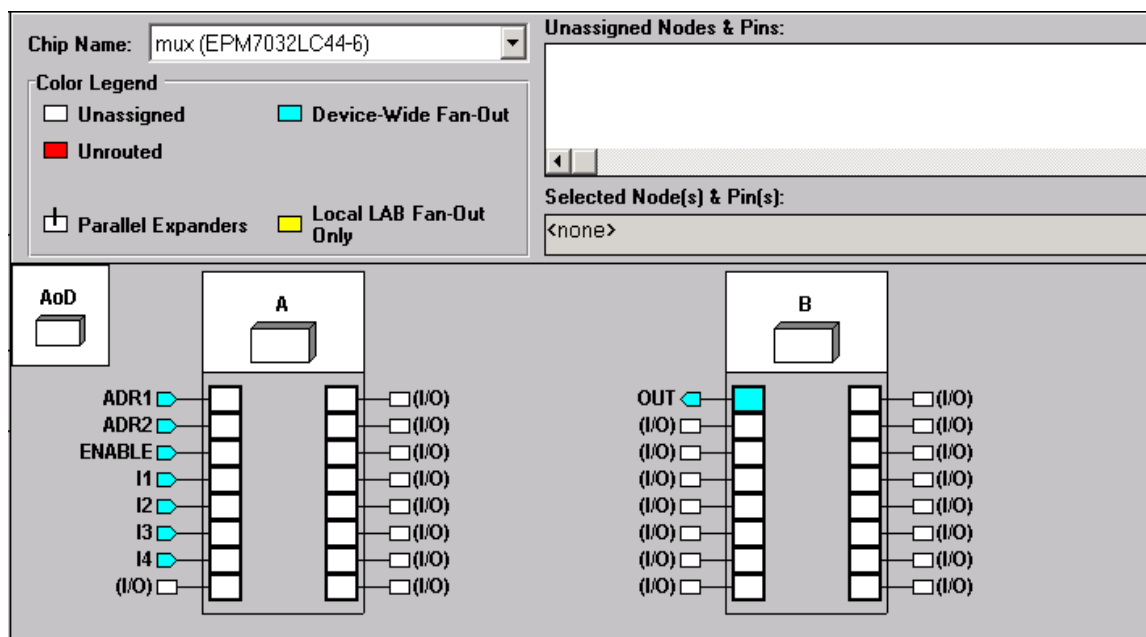 Chip Name: mux (EPM7032LC44-6)
Unassigned Nodes & Pins:
Color Legend
Unassigned Device-Wide Fan-Out
Unrouted
Parallel Expanders Local LAB Fan-Out Only
Selected Node(s) & Pin(s):
<none>
AoD A B
ADR1 (I/O) OUT (I/O)
ADR2 (I/O) (I/O) (I/O)
ENABLE (I/O) (I/O) (I/O)
I1 (I/O) (I/O) (I/O)
I2 (I/O) (I/O) (I/O)
I3 (I/O) (I/O) (I/O)
I4 (I/O) (I/O) (I/O)
(I/O) (I/O) (I/O) (I/O)